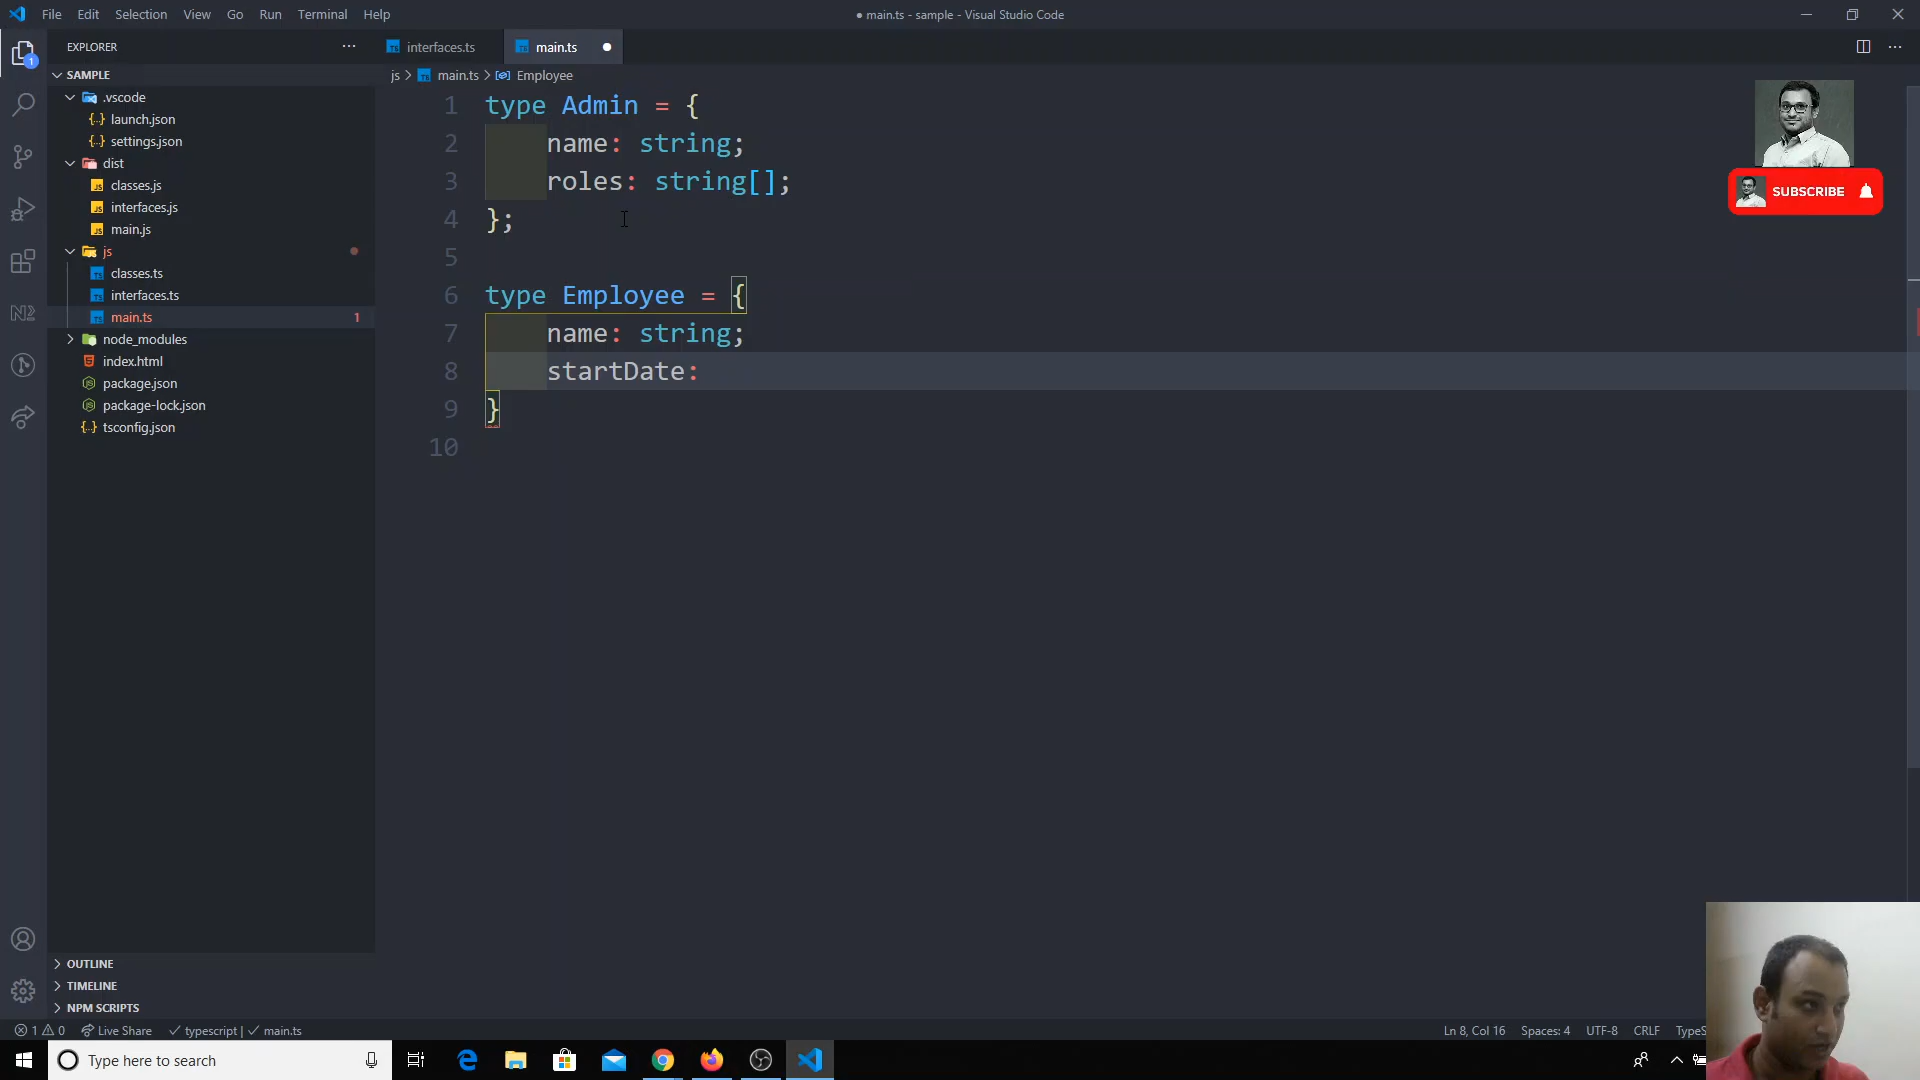 File Edit Selection View Go Run Terminal Help
● main.ts - sample - Visual Studio Code
EXPLORER
interfaces.ts
main.ts
SAMPLE
js > main.ts > Employee
.vscode
launch.json
settings.json
dist
classes.js
interfaces.js
main.js
js
classes.ts
interfaces.ts
main.ts 1
node_modules
index.html
package.json
package-lock.json
tsconfig.json
OUTLINE
TIMELINE
NPM SCRIPTS
1 type Admin = {
2 name: string;
3 roles: string[];
4 };
5
6 type Employee = {
7 name: string;
8 startDate:
9 }
10
SUBSCRIBE
1
1 0 Live Share typescript | main.ts
Ln 8, Col 16 Spaces: 4 UTF-8 CRLF TypeS
Type here to search